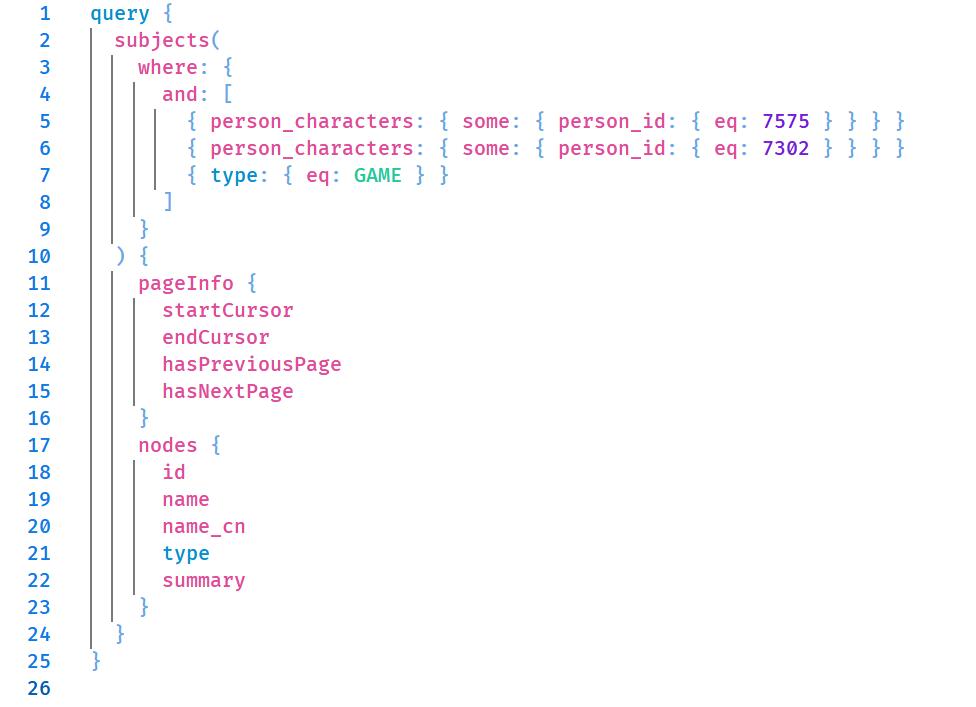 1 query {
2   subjects(
3     where: {
4       and: [
5         { person_characters: { some: { person_id: { eq: 7575 } } } }
6         { person_characters: { some: { person_id: { eq: 7302 } } } }
7         { type: { eq: GAME } }
8       ]
9     }
10   ) {
11     pageInfo {
12       startCursor
13       endCursor
14       hasPreviousPage
15       hasNextPage
16     }
17     nodes {
18       id
19       name
20       name_cn
21       type
22       summary
23     }
24   }
25 }
26